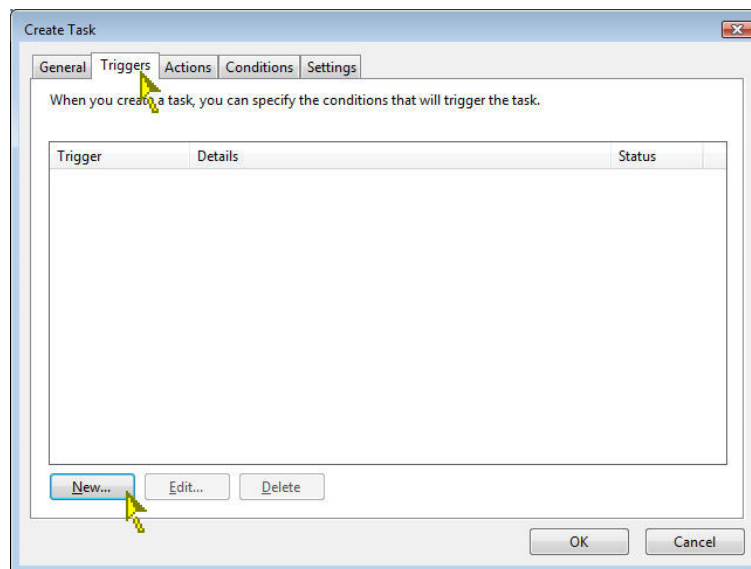 Create Task
General Triggers Actions Conditions Settings
When you create a task, you can specify the conditions that will trigger the task.
Trigger Details Status
New... Edit... Delete
OK Cancel